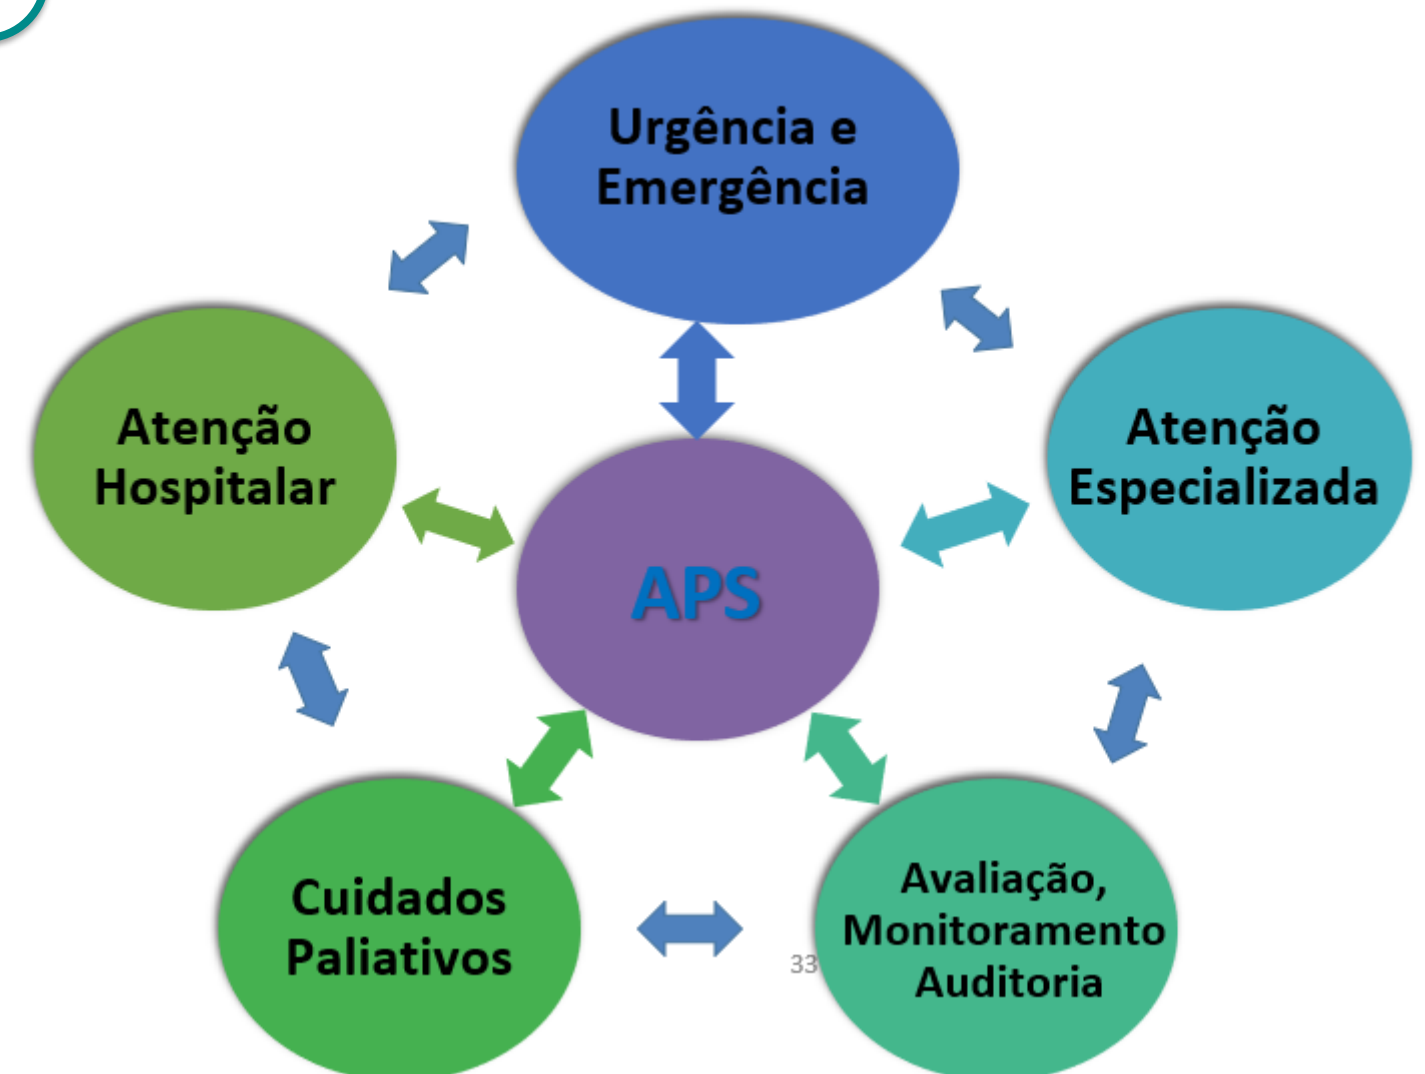 Urgência e
Emergência
Atenção
Hospitalar
Atenção
Especializada
APS
Cuidados
Paliativos
Avaliação,
Monitoramento
Auditoria
33